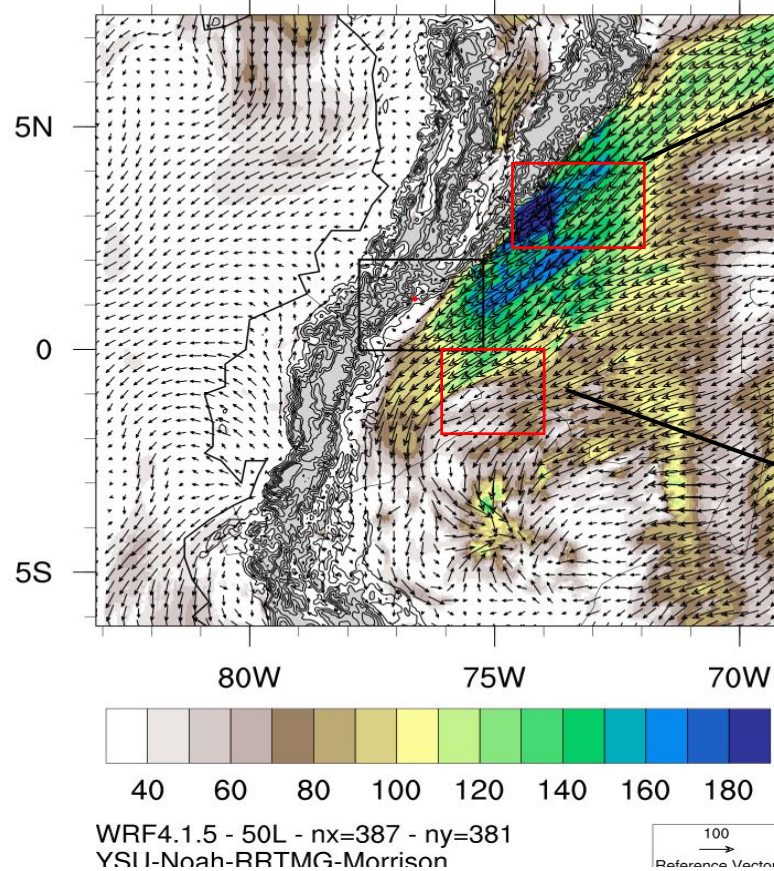 5N
0
5S
80W 75W 70W
40 60 80 100 120 140 160 180
WRF4.1.5 - 50L - nx=387 - ny=381
100
YSU-Noah-RRTMG-Morrison
Reference Vector